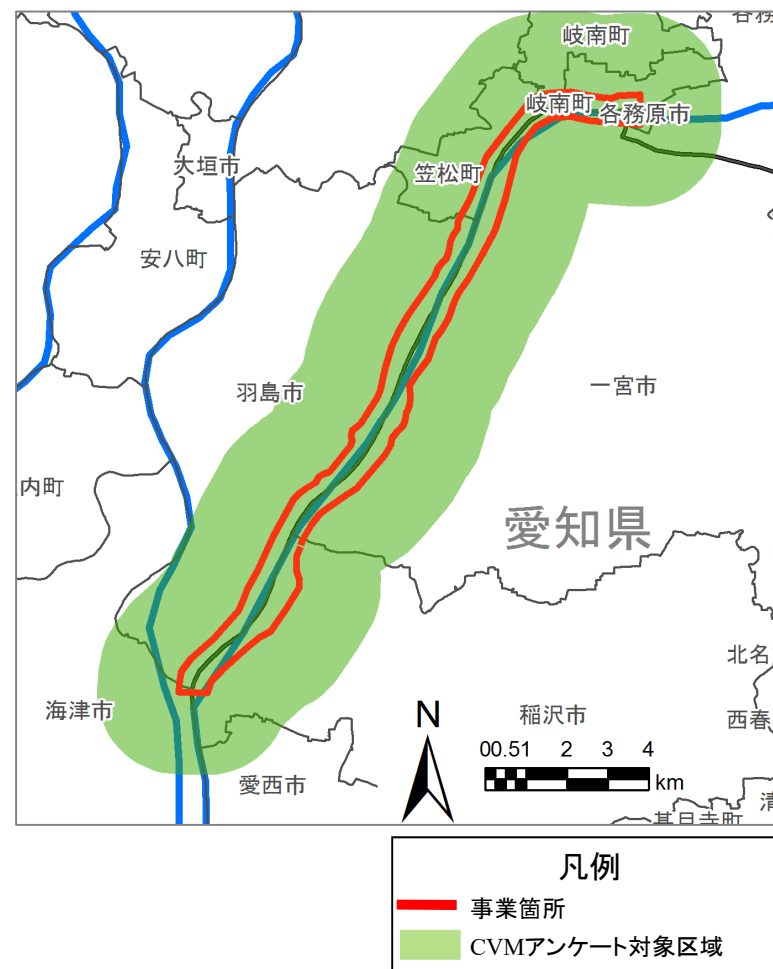 岐南町
大垣市
岐南町
各務原市
笠松町
安八町
羽島市
一宮市
内町
愛知県
北名
海津市
稲沢市
西春
N
愛西市
00.51 2 3 4
km
凡例
事業箇所
CVMアンケート対象区域